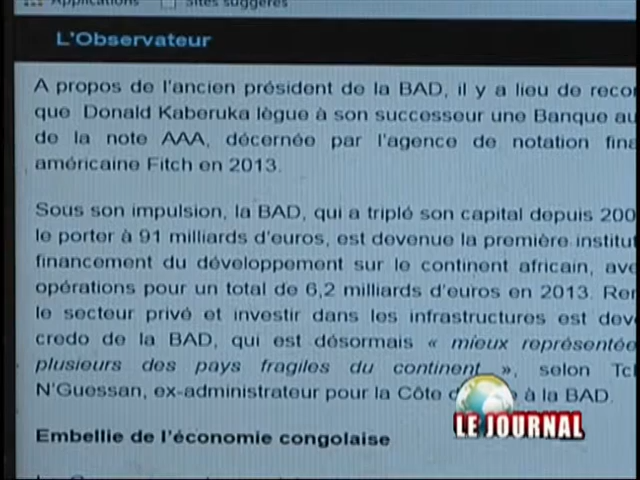 Applications Sites suggérés
L'Observateur
A propos de l'ancien président de la BAD, il y a lieu de
que Donald Kaberuka lègue à son successeur une Banque
de la note AAA, décernée par l'agence de notation
américaine Fitch en 2013.
Sous son impulsion, la BAD, qui a triplé son capital depuis
le porter à 91 milliards d'euros, est devenue la première
financement du développement sur le continent africain,
opérations pour un total de 6,2 milliards d'euros en 2013.
le secteur privé et investir dans les infrastructures est
credo de la BAD, qui est désormais « mieux représentée
plusieurs des pays fragiles du continent », selon
N'Guessan, ex-administrateur pour la Côte à la BAD.
LE JOURNAL
Embellie de l'économie congolaise